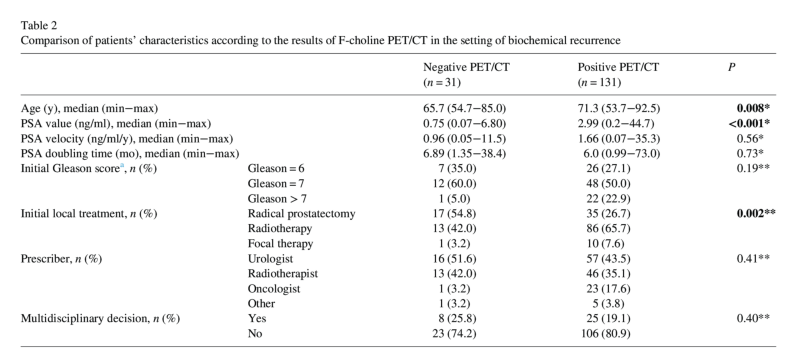 Table 2
Comparison of patients’ characteristics according to the results of F-choline PET/CT in the setting of biochemical recurrence
Negative PET/CT Positive PET/CT P
(n = 31) (n = 131)
Age (y), median (min−max) 65.7 (54.7−85.0) 71.3 (53.7−92.5) 0.008*
PSA value (ng/ml), median (min−max) 0.75 (0.07−6.80) 2.99 (0.2−44.7) <0.001*
PSA velocity (ng/ml/y), median (min−max) 0.96 (0.05−11.5) 1.66 (0.07−35.3) 0.56*
PSA doubling time (mo), median (min−max) 6.89 (1.35−38.4) 6.0 (0.99−73.0) 0.73*
Initial Gleason scoreª, n (%) Gleason = 6 7 (35.0) 26 (27.1) 0.19**
Gleason = 7 12 (60.0) 48 (50.0)
Gleason > 7 1 (5.0) 22 (22.9)
Initial local treatment, n (%) Radical prostatectomy 17 (54.8) 35 (26.7) 0.002**
Radiotherapy 13 (42.0) 86 (65.7)
Focal therapy 1 (3.2) 10 (7.6)
Prescriber, n (%) Urologist 16 (51.6) 57 (43.5) 0.41**
Radiotherapist 13 (42.0) 46 (35.1)
Oncologist 1 (3.2) 23 (17.6)
Other 1 (3.2) 5 (3.8)
Multidisciplinary decision, n (%) Yes 8 (25.8) 25 (19.1) 0.40**
No 23 (74.2) 106 (80.9)